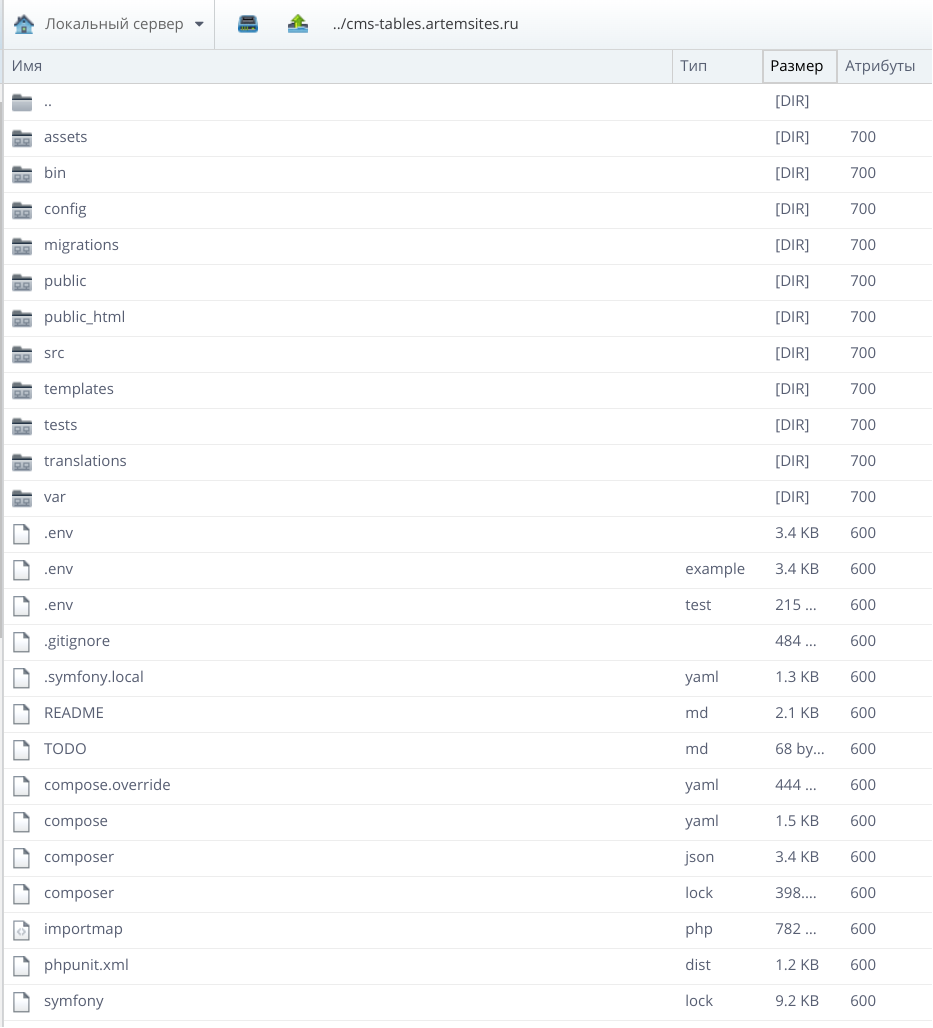 Локальный сервер ../cms-tables.artemsites.ru
Имя Тип Размер Атрибуты
.. [DIR]
assets [DIR] 700
bin [DIR] 700
config [DIR] 700
migrations [DIR] 700
public [DIR] 700
public_html [DIR] 700
src [DIR] 700
templates [DIR] 700
tests [DIR] 700
translations [DIR] 700
var [DIR] 700
.env 3.4 KB 600
.env example 3.4 KB 600
.env test 215 ... 600
.gitignore 484 ... 600
.symfony.local yaml 1.3 KB 600
README md 2.1 KB 600
TODO md 68 by... 600
compose.override yaml 444 ... 600
compose yaml 1.5 KB 600
composer json 3.4 KB 600
composer lock 398.... 600
importmap php 782 ... 600
phpunit.xml dist 1.2 KB 600
symfony lock 9.2 KB 600